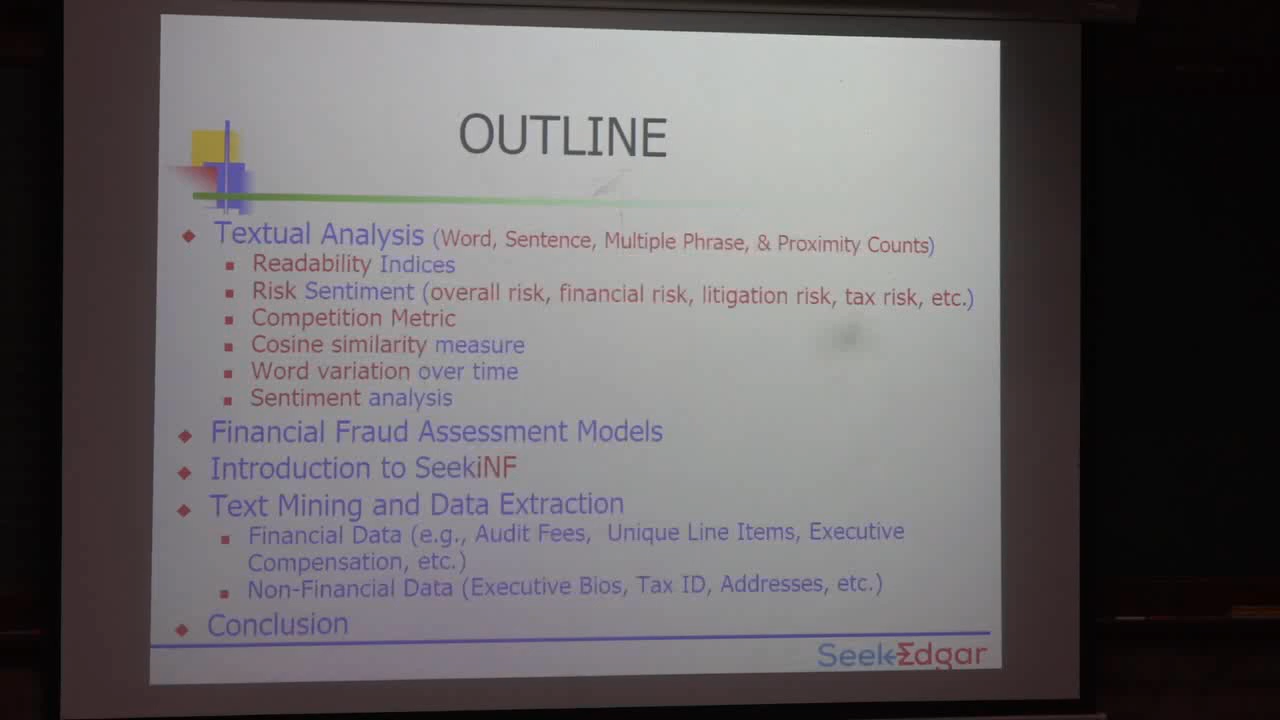 OUTLINE
Textual Analysis (Word, Sentence, Multiple Phrase, & Proximity Counts)
Readability Indices
Risk Sentiment (overall risk, financial risk, litigation risk, tax risk, etc.)
Competition Metric
Cosine similarity measure
Word variation over time
Sentiment analysis
Financial Fraud Assessment Models
Introduction to SeekiNF
Text Mining and Data Extraction
Financial Data (e.g., Audit Fees, Unique Line Items, Executive
Compensation, etc.)
Non-Financial Data (Executive Bios, Tax ID, Addresses, etc.)
Conclusion
SeekEdgar